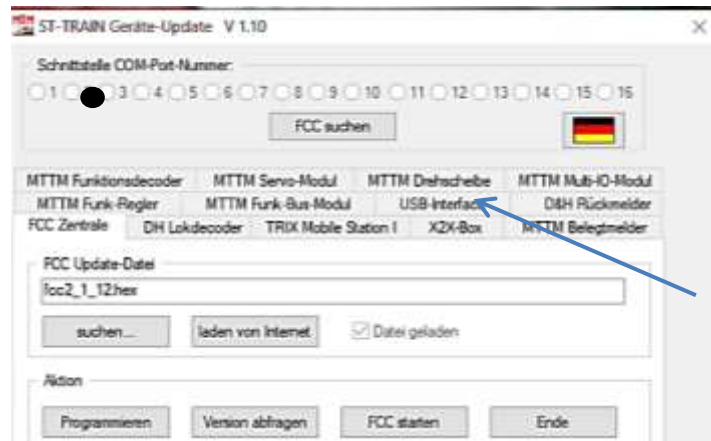 ST-TRAIN Geräte-Update V 1.10
Schnittstelle COM-Port-Nummer:
1 3 4 5 6 7 8 9 10 11 12 13 14 15 16
FCC suchen
MTTM Funktionsdecoder MTTM Servo-Modul MTTM Drehscheibe MTTM Multi-IO-Modul
MTTM Funk-Regler MTTM Funk-Bus-Modul USB-Interface D&H Rückmelder
FCC Zentrale DH Lokdecoder TRIX Mobile Station I X2X-Box MTTM Belegtmelder
FCC Update-Datei
fcc2_1_12.hex
suchen... laden von Internet Datei geladen
Aktion
Programmieren Version abfragen FCC starten Ende